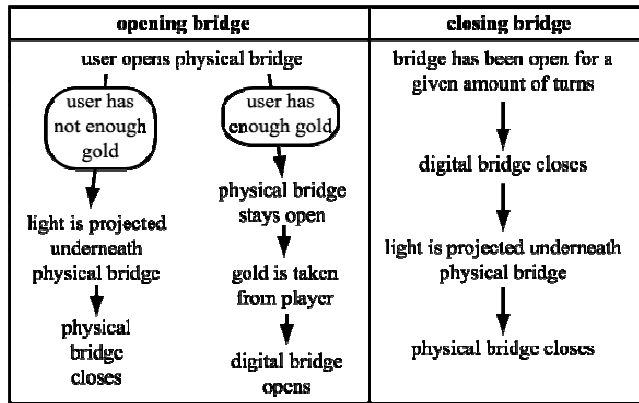 opening bridge
user opens physical bridge
user has
not enough
gold
light is projected
underneath
physical bridge
physical
bridge
closes
user has
enough gold
physical bridge
stays open
gold is taken
from player
digital bridge
opens
closing bridge
bridge has been open for a
given amount of turns
digital bridge closes
light is projected underneath
physical bridge
physical bridge closes